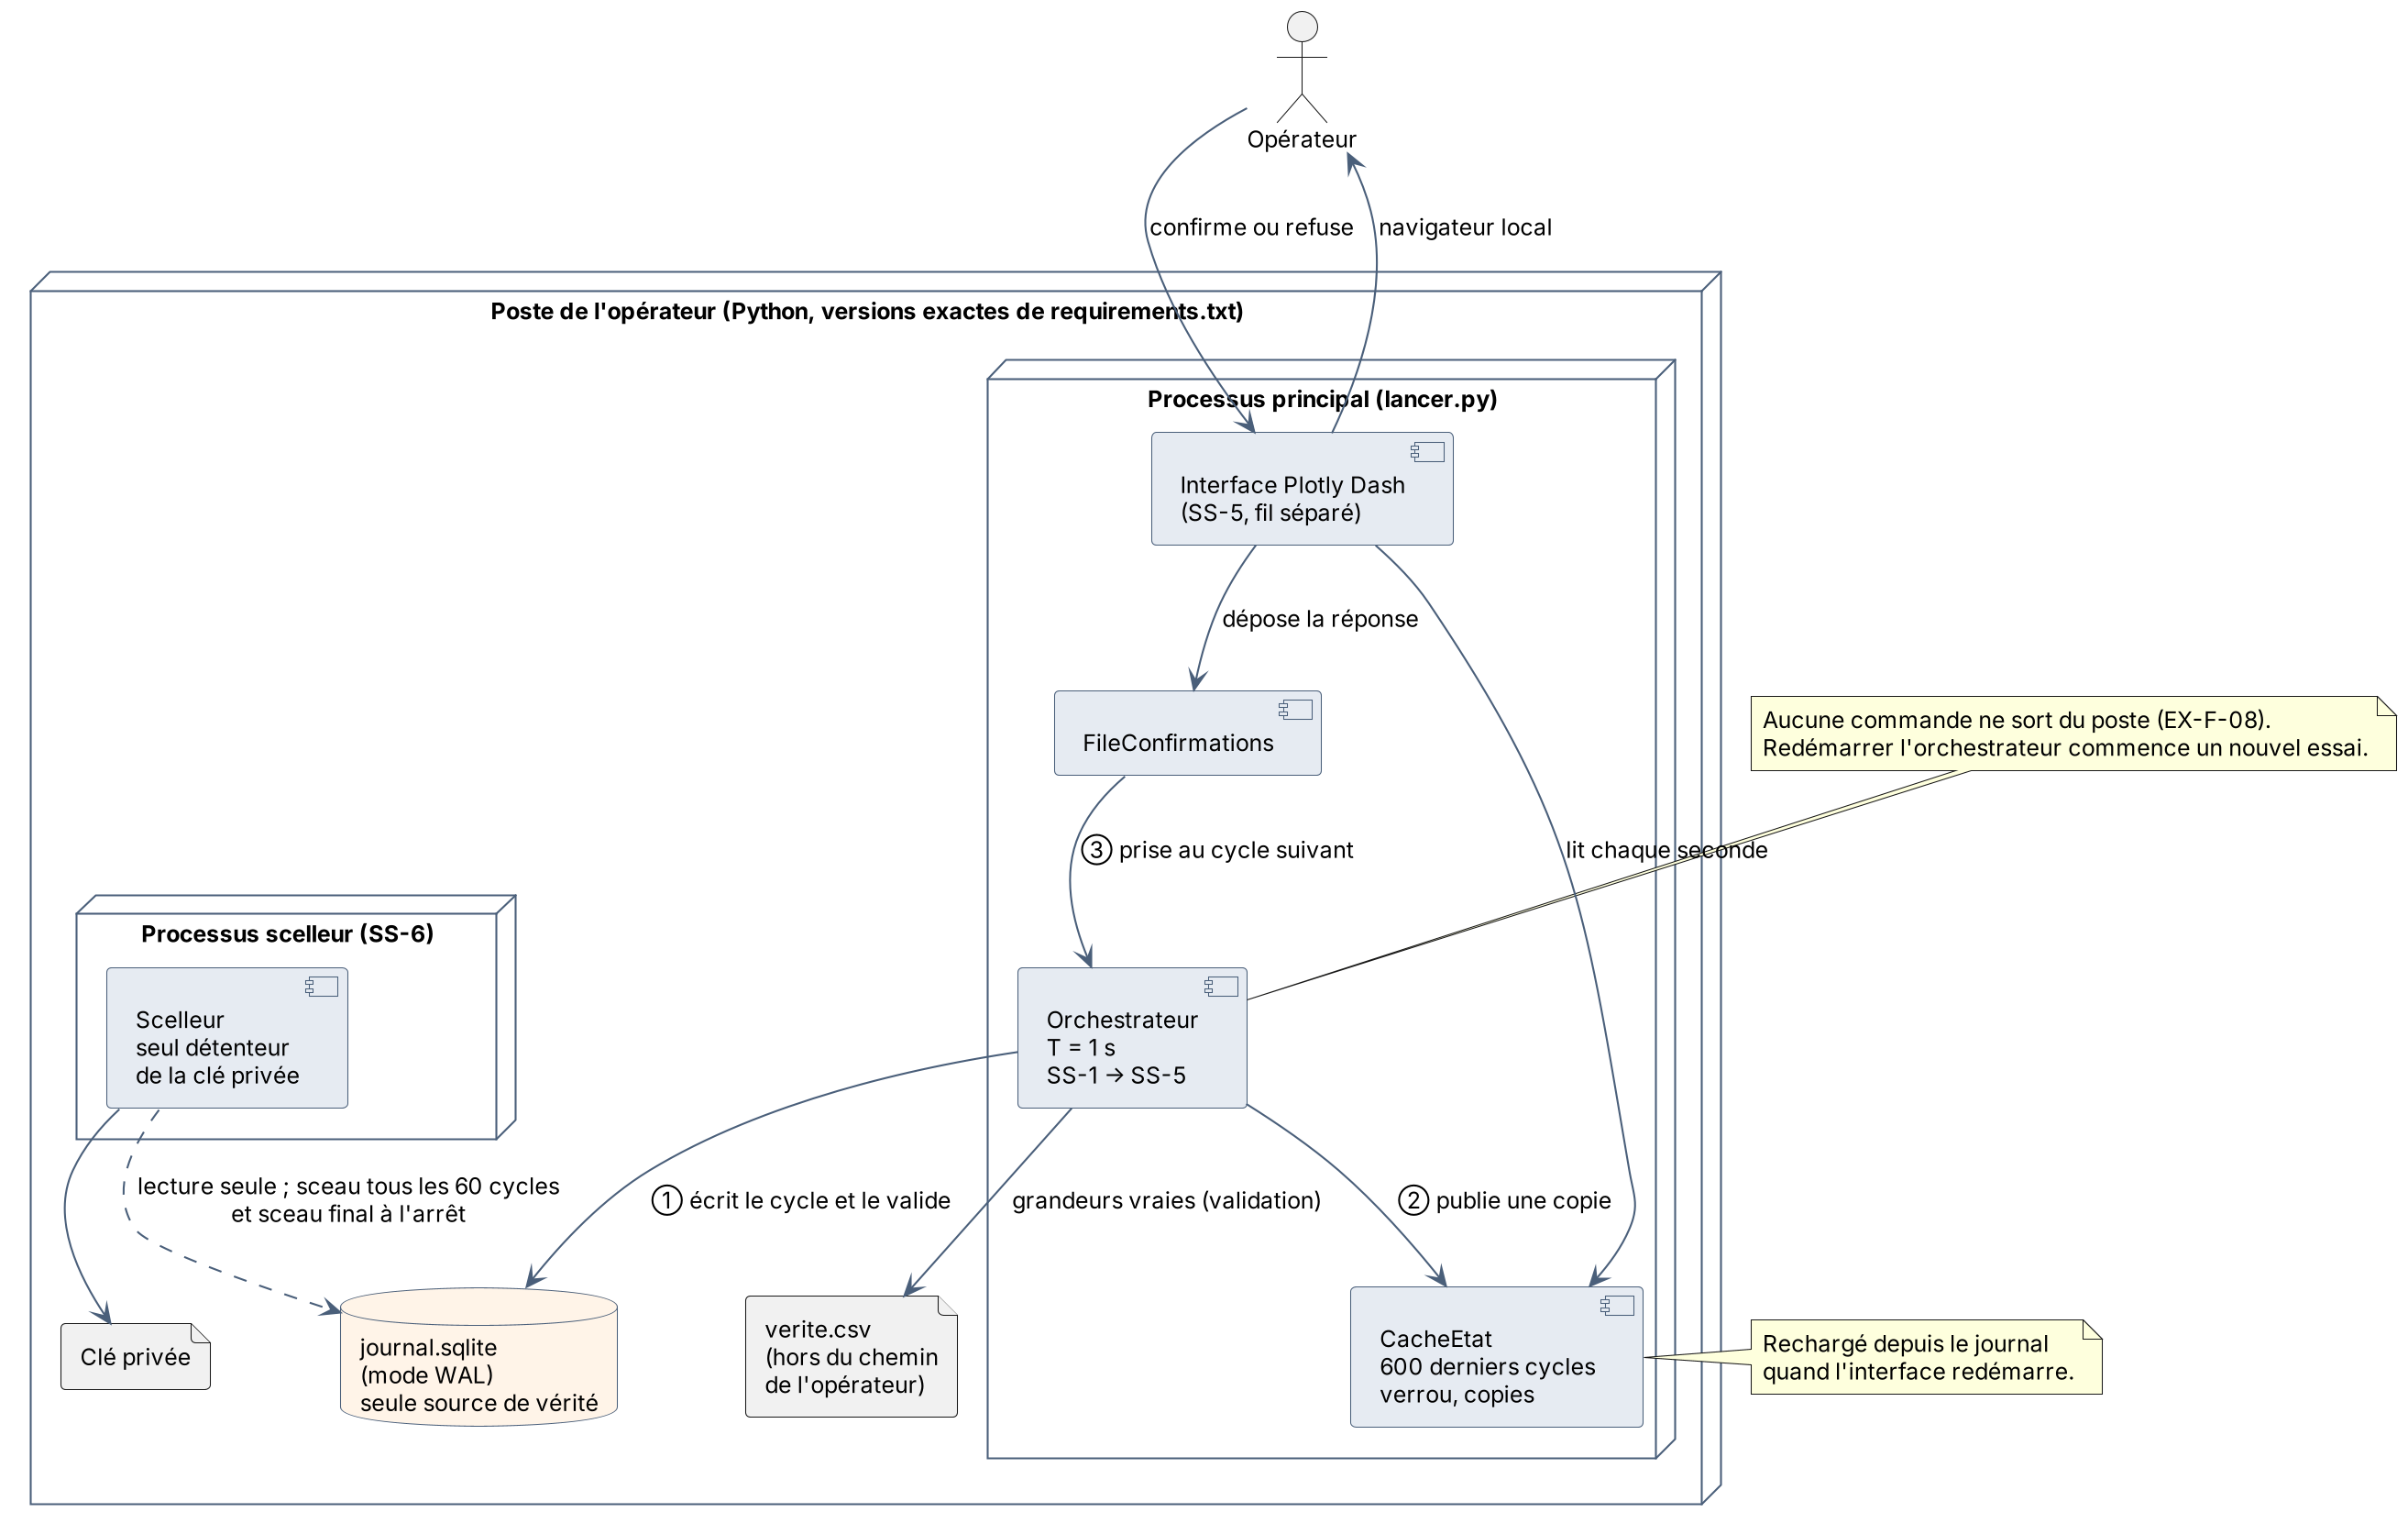 Opérateur
confirme ou refuse
navigateur local
Poste de l'opérateur (Python, versions exactes de requirements.txt)
Processus principal (lancer.py)
Interface Plotly Dash
(SS-5, fil séparé)
dépose la réponse
FileConfirmations
Aucune commande ne sort du poste (EX-F-08).
Redémarrer l'orchestrateur commence un nouvel essai.
③ prise au cycle suivant
lit chaque seconde
Processus scelleur (SS-6)
Scelleur
seul détenteur
de la clé privée
Orchestrateur
T = 1 s
SS-1 → SS-5
lecture seule ; sceau tous les 60 cycles
et sceau final à l'arrêt
① écrit le cycle et le valide
grandeurs vraies (validation)
② publie une copie
Clé privée
journal.sqlite
(mode WAL)
seule source de vérité
verite.csv
(hors du chemin
de l'opérateur)
CacheEtat
600 derniers cycles
verrou, copies
Rechargé depuis le journal
quand l'interface redémarre.